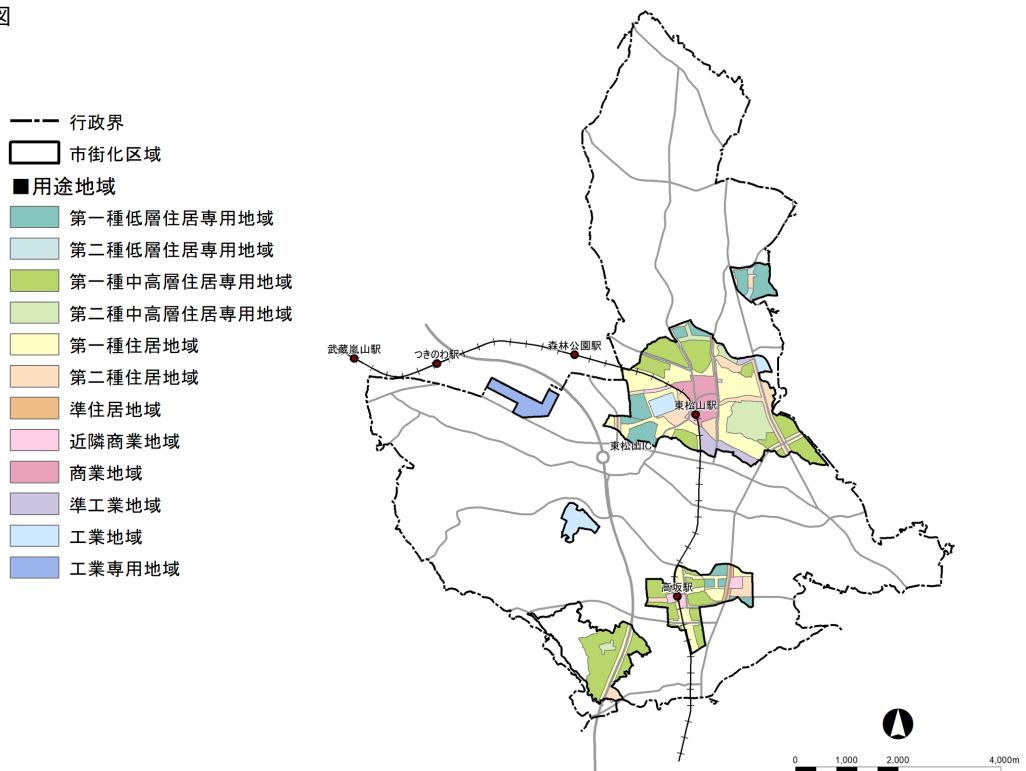 図
行政界
市街化区域
■用途地域
第一種低層住居専用地域
第二種低層住居専用地域
第一種中高層住居専用地域
第二種中高層住居専用地域
第一種住居地域
第二種住居地域
準住居地域
近隣商業地域
商業地域
準工業地域
工業地域
工業専用地域
武蔵嵐山駅
つきのわ駅
森林公園駅
東松山駅
東松山IC
高坂駅
0 1,000 2,000 4,000m